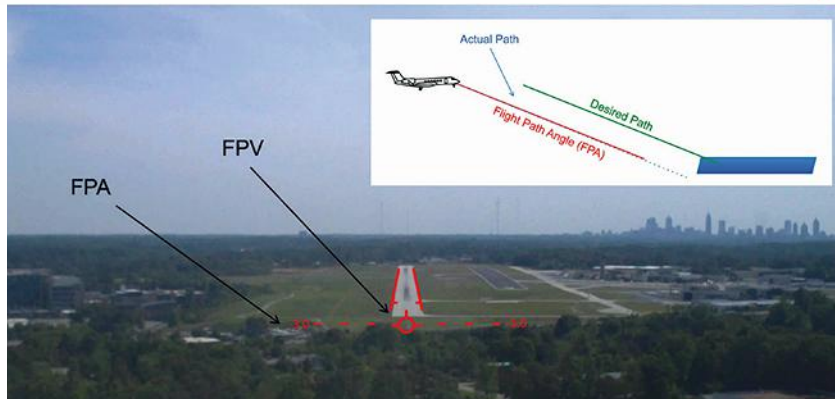 Actual Path
Desired Path
Flight Path Angle (FPA)
FPV
FPA